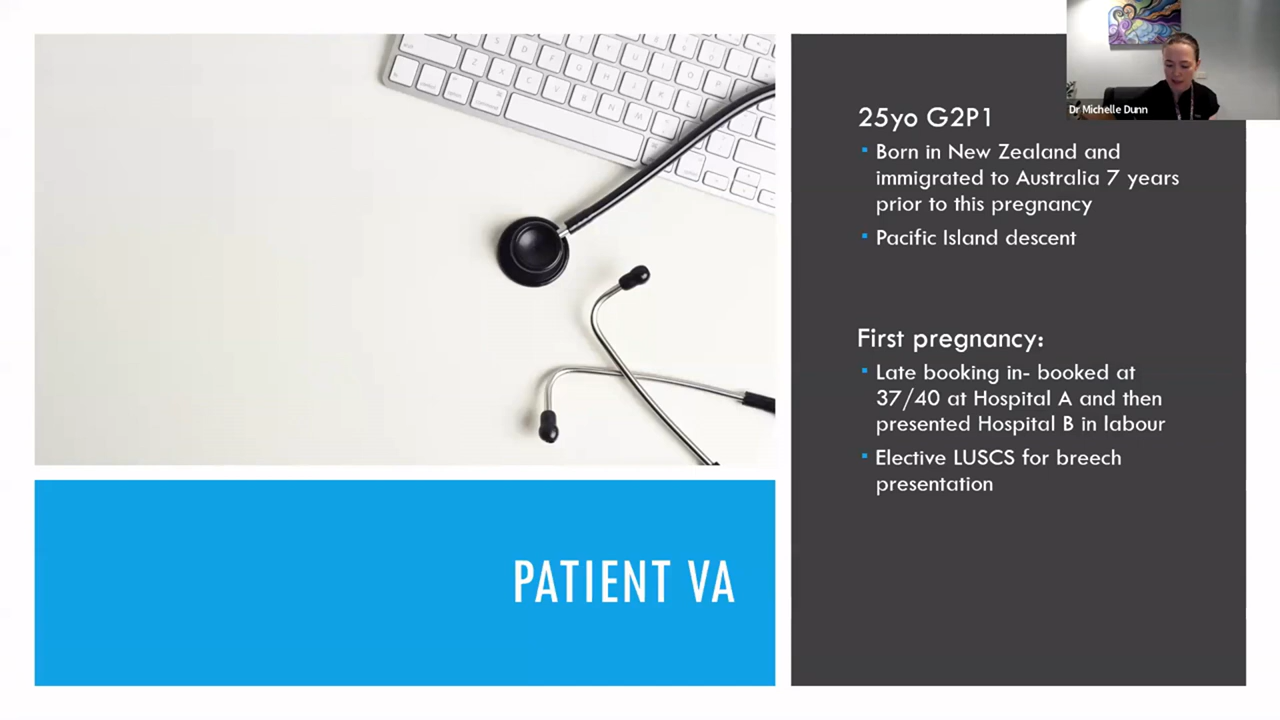 Dr Michelle Dunn
25yo G2P1
Born in New Zealand and
immigrated to Australia 7 years
prior to this pregnancy
Pacific Island descent
First pregnancy:
Late booking in- booked at
37/40 at Hospital A and then
presented Hospital B in labour
Elective LUSCS for breech
presentation
PATIENT VA